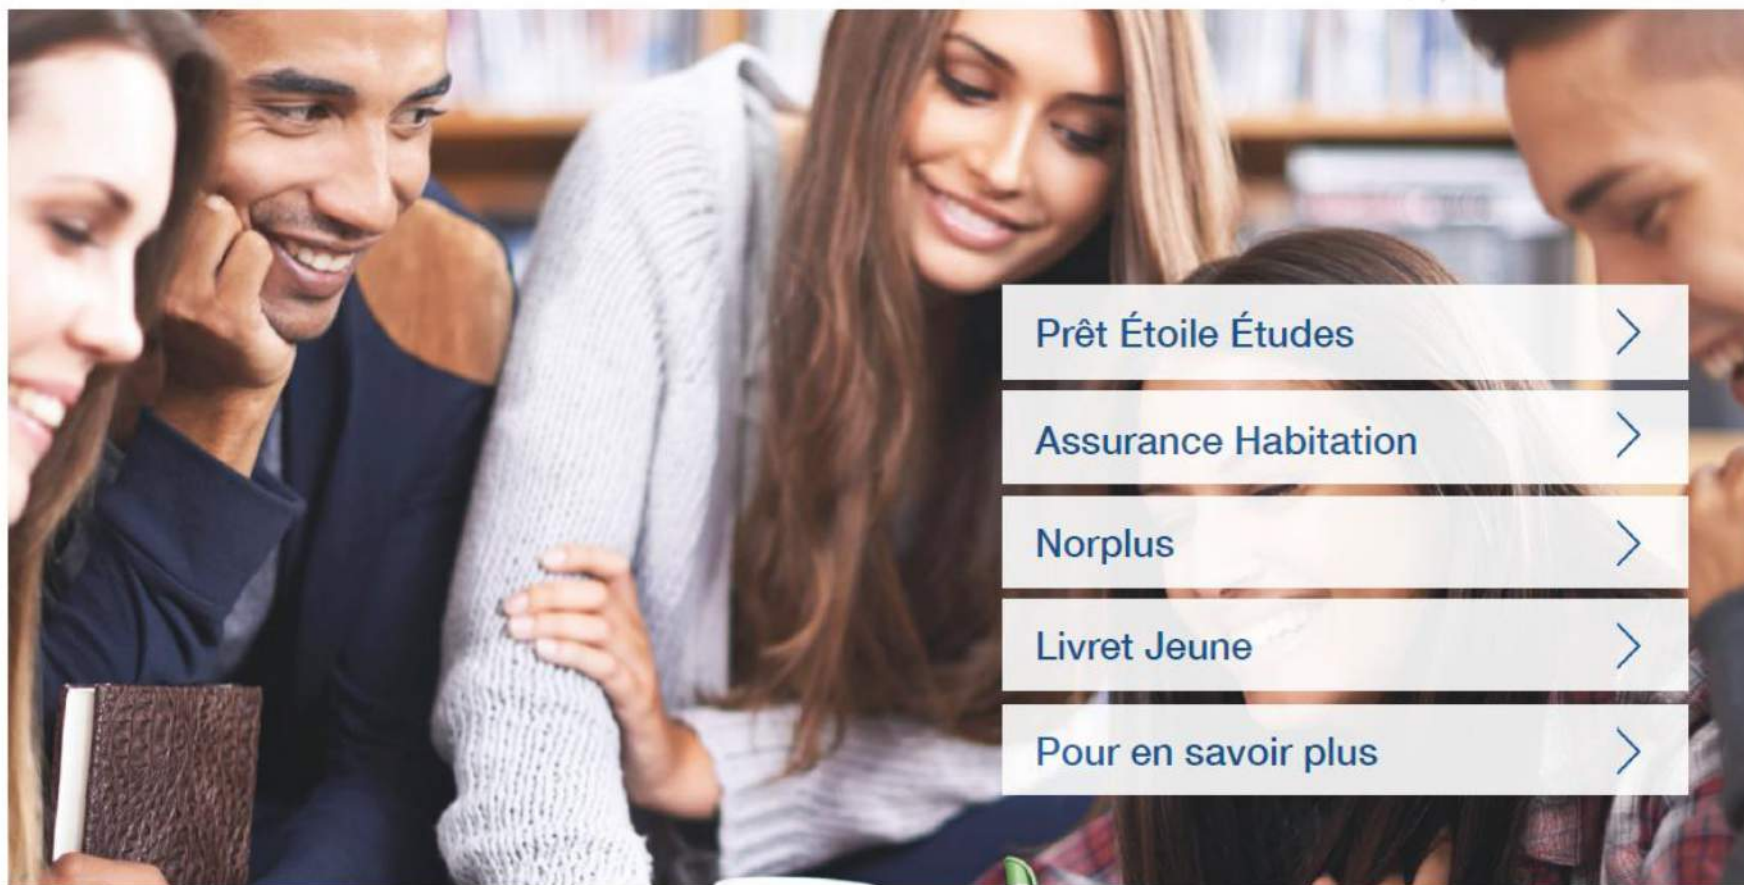 Prêt Étoile Études
Assurance Habitation
Norplus
Livret Jeune
Pour en savoir plus